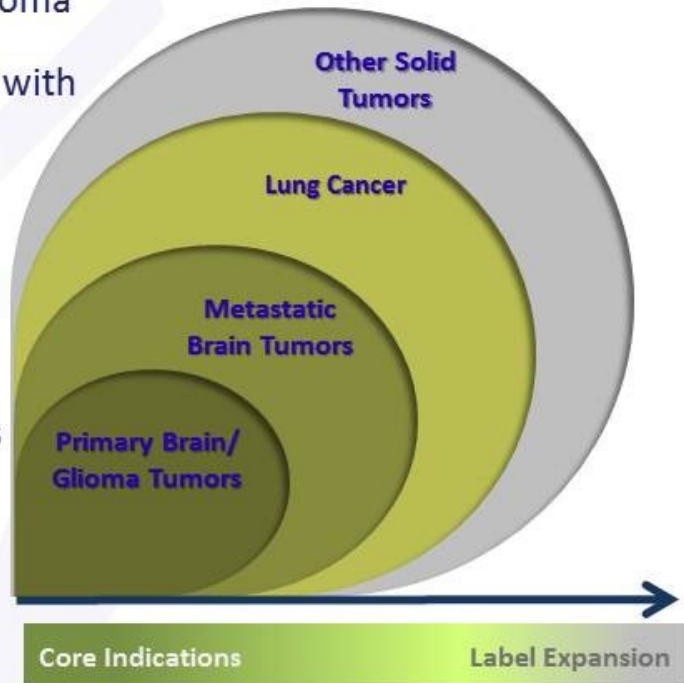 with
Other Solid
Tumors
Lung Cancer
Metastatic
Brain Tumors
Primary Brain/
Glioma Tumors
Core Indications
Label Expansion